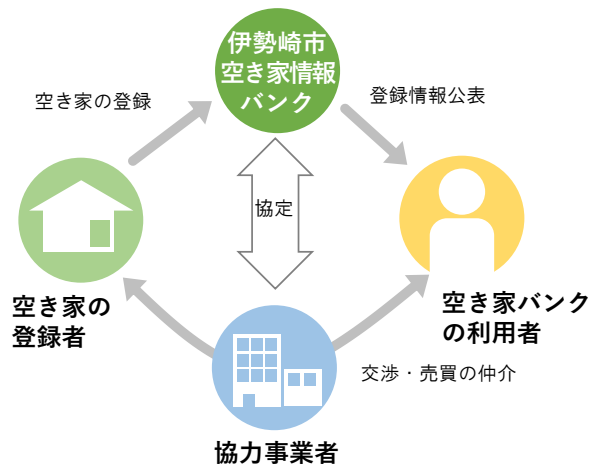 伊勢崎市
空き家情報
バンク
空き家の登録
登録情報公表
協定
空き家の
登録者
空き家バンク
の利用者
交渉・売買の仲介
協力事業者